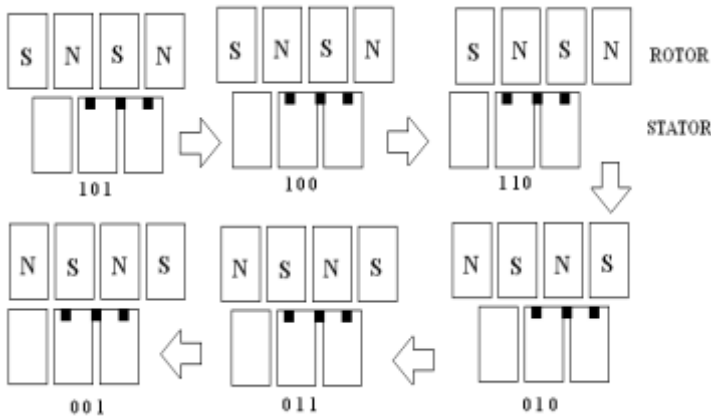 S N S N
S N S N
S N S N
ROTOR
STATOR
101
100
110
N S N S
N S N S
N S N S
001
011
010